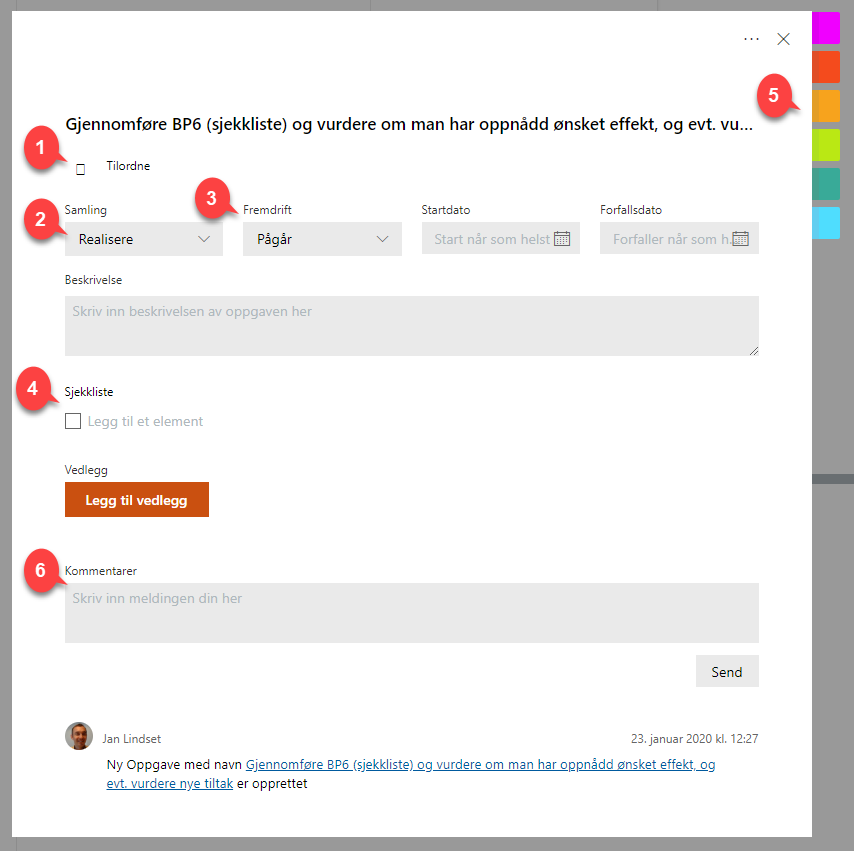 ...
5
Gjennomføre BP6 (sjekkliste) og vurdere om man har oppnådd ønsket effekt, og evt. vu...
1
Tilordne
2
3
Samling
Fremdrift
Startdato
Forfallsdato
Realisere
Pågår
Start når som helst
Forfaller når som h...
Beskrivelse
Skriv inn beskrivelsen av oppgaven her
4
Sjekkliste
Legg til et element
Vedlegg
Legg til vedlegg
6
Kommentarer
Skriv inn meldingen din her
Send
Jan Lindset
23. januar 2020 kl. 12:27
Ny Oppgave med navn Gjennomføre BP6 (sjekkliste) og vurdere om man har oppnådd ønsket effekt, og
evt. vurdere nye tiltak er opprettet